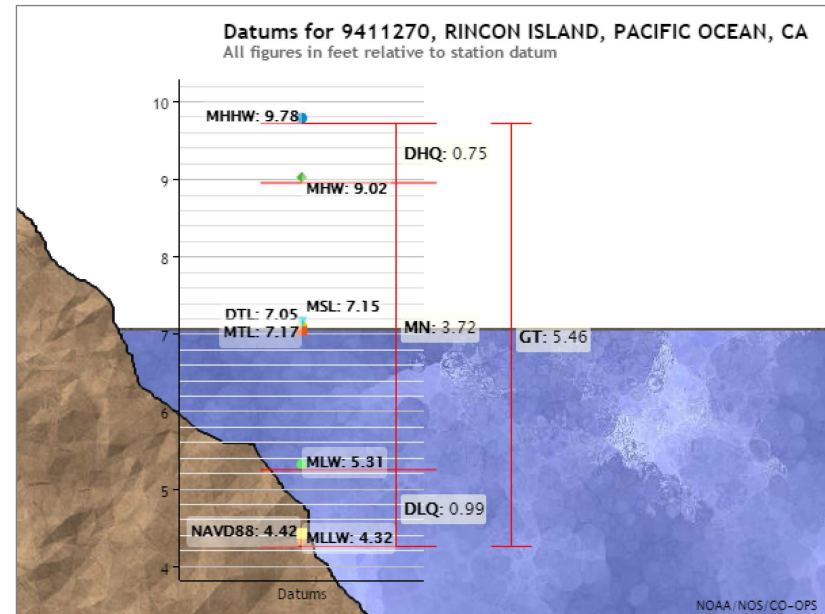 Datums for 9411270, RINCON ISLAND, PACIFIC OCEAN, CA
All figures in feet relative to station datum
10
MHHW: 9.78
DHQ: 0.75
9
MHW: 9.02
8
MSL: 7.15
DTL: 7.05
MTL: 7.17
7
MN: 3.72
GT: 5.46
6
MLW: 5.31
5
DLQ: 0.99
NAVD88: 4.42
MLLW: 4.32
4
Datums
NOAA/NOS/CO-OPS